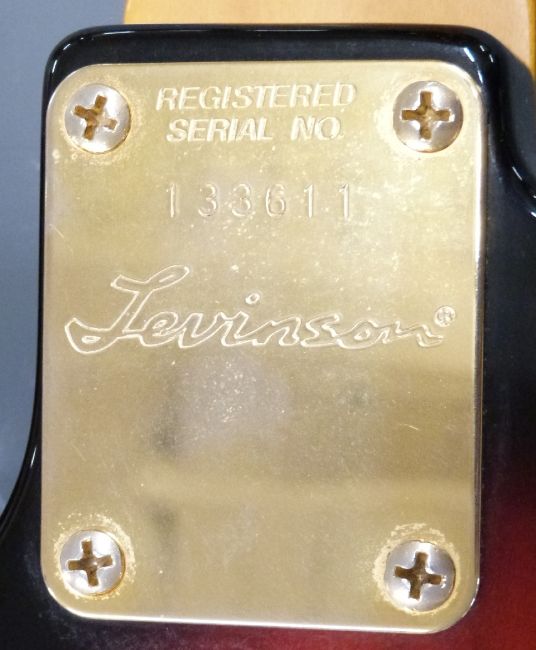 REGISTERED
SERIAL NO.
133611
Levinson®